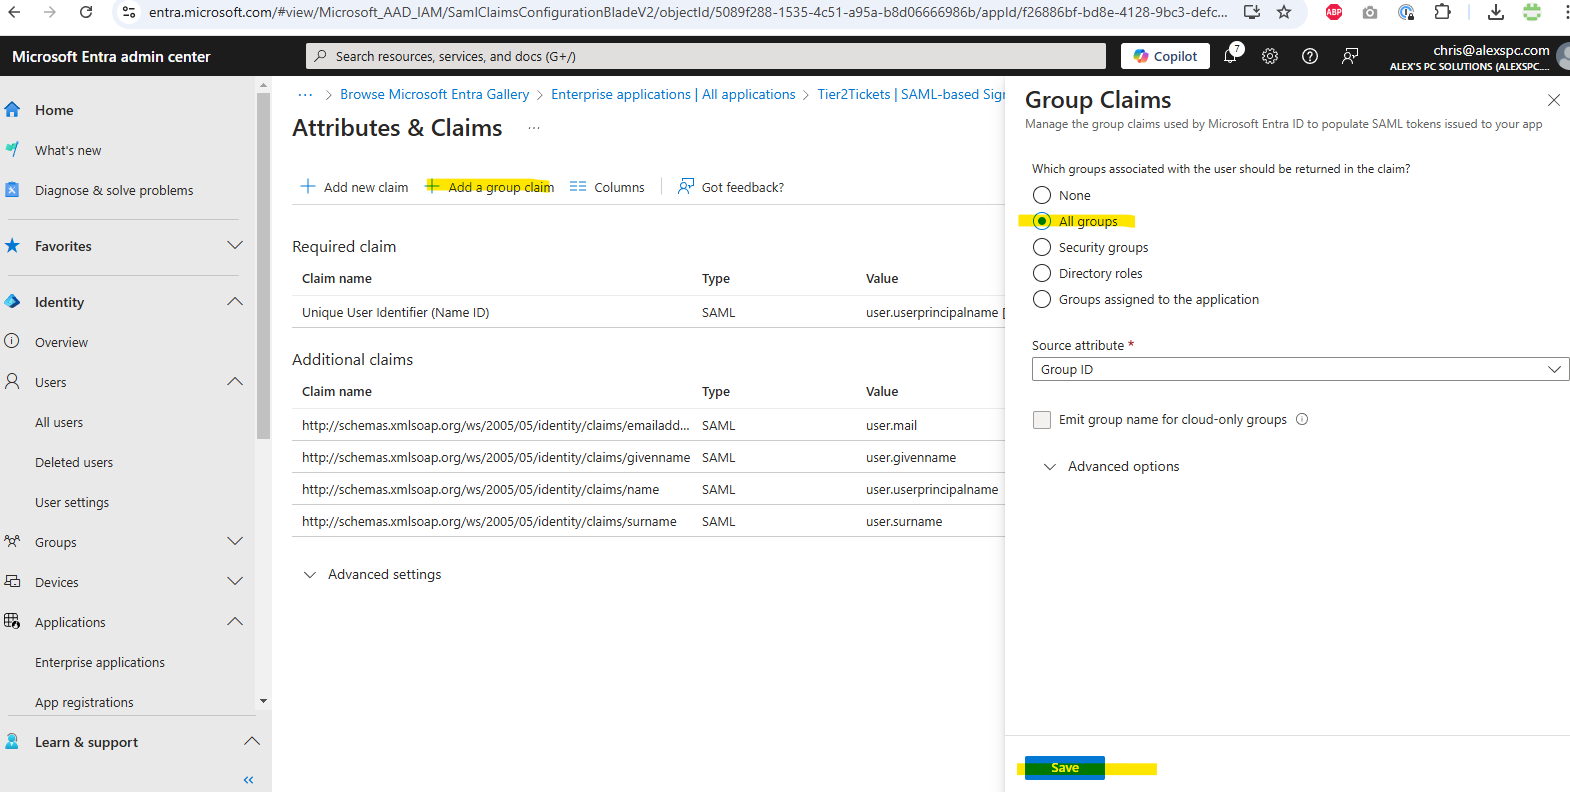 entra.microsoft.com/#view/Microsoft_AAD_IAM/SamlClaimsConfigurationBladeV2/objectId/5089f288-1535-4c51-a95a-b8d06666986b/appId/f26886bf-bd8e-4128-9bc3-defc...
ABP
Microsoft Entra admin center
Search resources, services, and docs (G+/)
Copilot
7
chris@alexspc.com
ALEX'S PC SOLUTIONS (ALEXSPC....
Home
What's new
Diagnose & solve problems
Favorites
Identity
Overview
Users
All users
Deleted users
User settings
Groups
Devices
Applications
Enterprise applications
App registrations
Learn & support
... > Browse Microsoft Entra Gallery > Enterprise applications | All applications > Tier2Tickets | SAML-based Sign
Attributes & Claims ...
Add new claim Add a group claim Columns Got feedback?
Required claim
Claim name Type Value
Unique User Identifier (Name ID) SAML user.userprincipalname [
Additional claims
Claim name Type Value
http://schemas.xmlsoap.org/ws/2005/05/identity/claims/emailadd... SAML user.mail
http://schemas.xmlsoap.org/ws/2005/05/identity/claims/givenname SAML user.givenname
http://schemas.xmlsoap.org/ws/2005/05/identity/claims/name SAML user.userprincipalname
http://schemas.xmlsoap.org/ws/2005/05/identity/claims/surname SAML user.surname
Advanced settings
Group Claims
Manage the group claims used by Microsoft Entra ID to populate SAML tokens issued to your app
Which groups associated with the user should be returned in the claim?
None
All groups
Security groups
Directory roles
Groups assigned to the application
Source attribute *
Group ID
Emit group name for cloud-only groups
Advanced options
Save